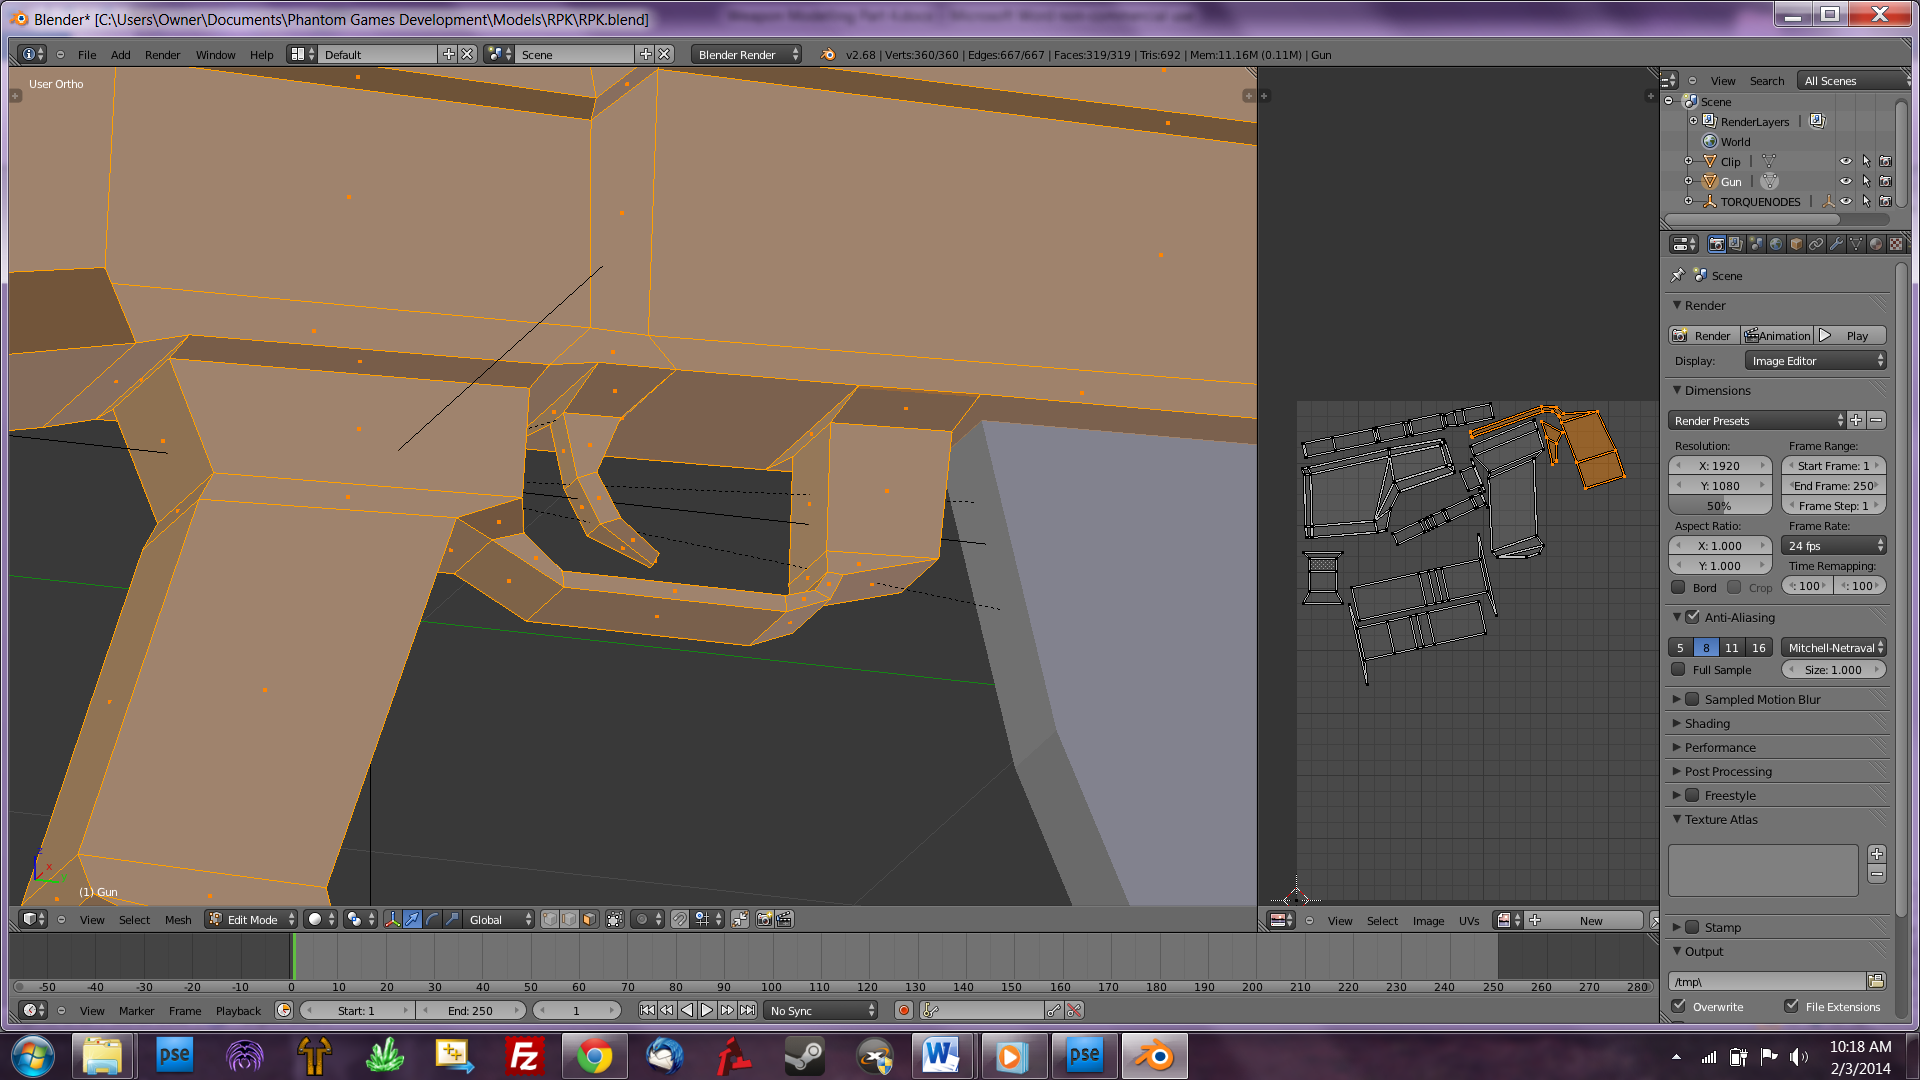 Blender* [C:\Users\Owner\Documents\Phantom Games Development\Models\RPK\RPK.blend]
File Add Render Window Help Default Scene Blender Render v2.68 | Verts:360/360 | Edges:667/667 | Faces:319/319 | Tris:692 | Mem:11.16M (0.11M) | Gun
User Ortho
View Search All Scenes
Scene
RenderLayers
World
Clip
Gun
TORQUENODES
Scene
Render
Render Animation Play
Display: Image Editor
Dimensions
Render Presets
Resolution: Frame Range:
X: 1920 Start Frame: 1
Y: 1080 End Frame: 250
50% Frame Step: 1
Aspect Ratio: Frame Rate:
X: 1.000 24 fps
Y: 1.000 Time Remapping:
Bord Crop : 100 : 100
Anti-Aliasing
5 8 11 16 Mitchell-Netraval
Full Sample Size: 1.000
Sampled Motion Blur
Shading
Performance
Post Processing
Freestyle
Texture Atlas
Stamp
Output
/tmp\
Overwrite File Extensions
(1) Gun
View Select Mesh Edit Mode Global
View Select Image UVs New
-50 -40 -30 -20 -10 0 10 20 30 40 50 60 70 80 90 100 110 120 130 140 150 160 170 180 190 200 210 220 230 240 250 260 270 280
View Marker Frame Playback Start: 1 End: 250 1 No Sync
pse FZ W pse
10:18 AM
2/3/2014